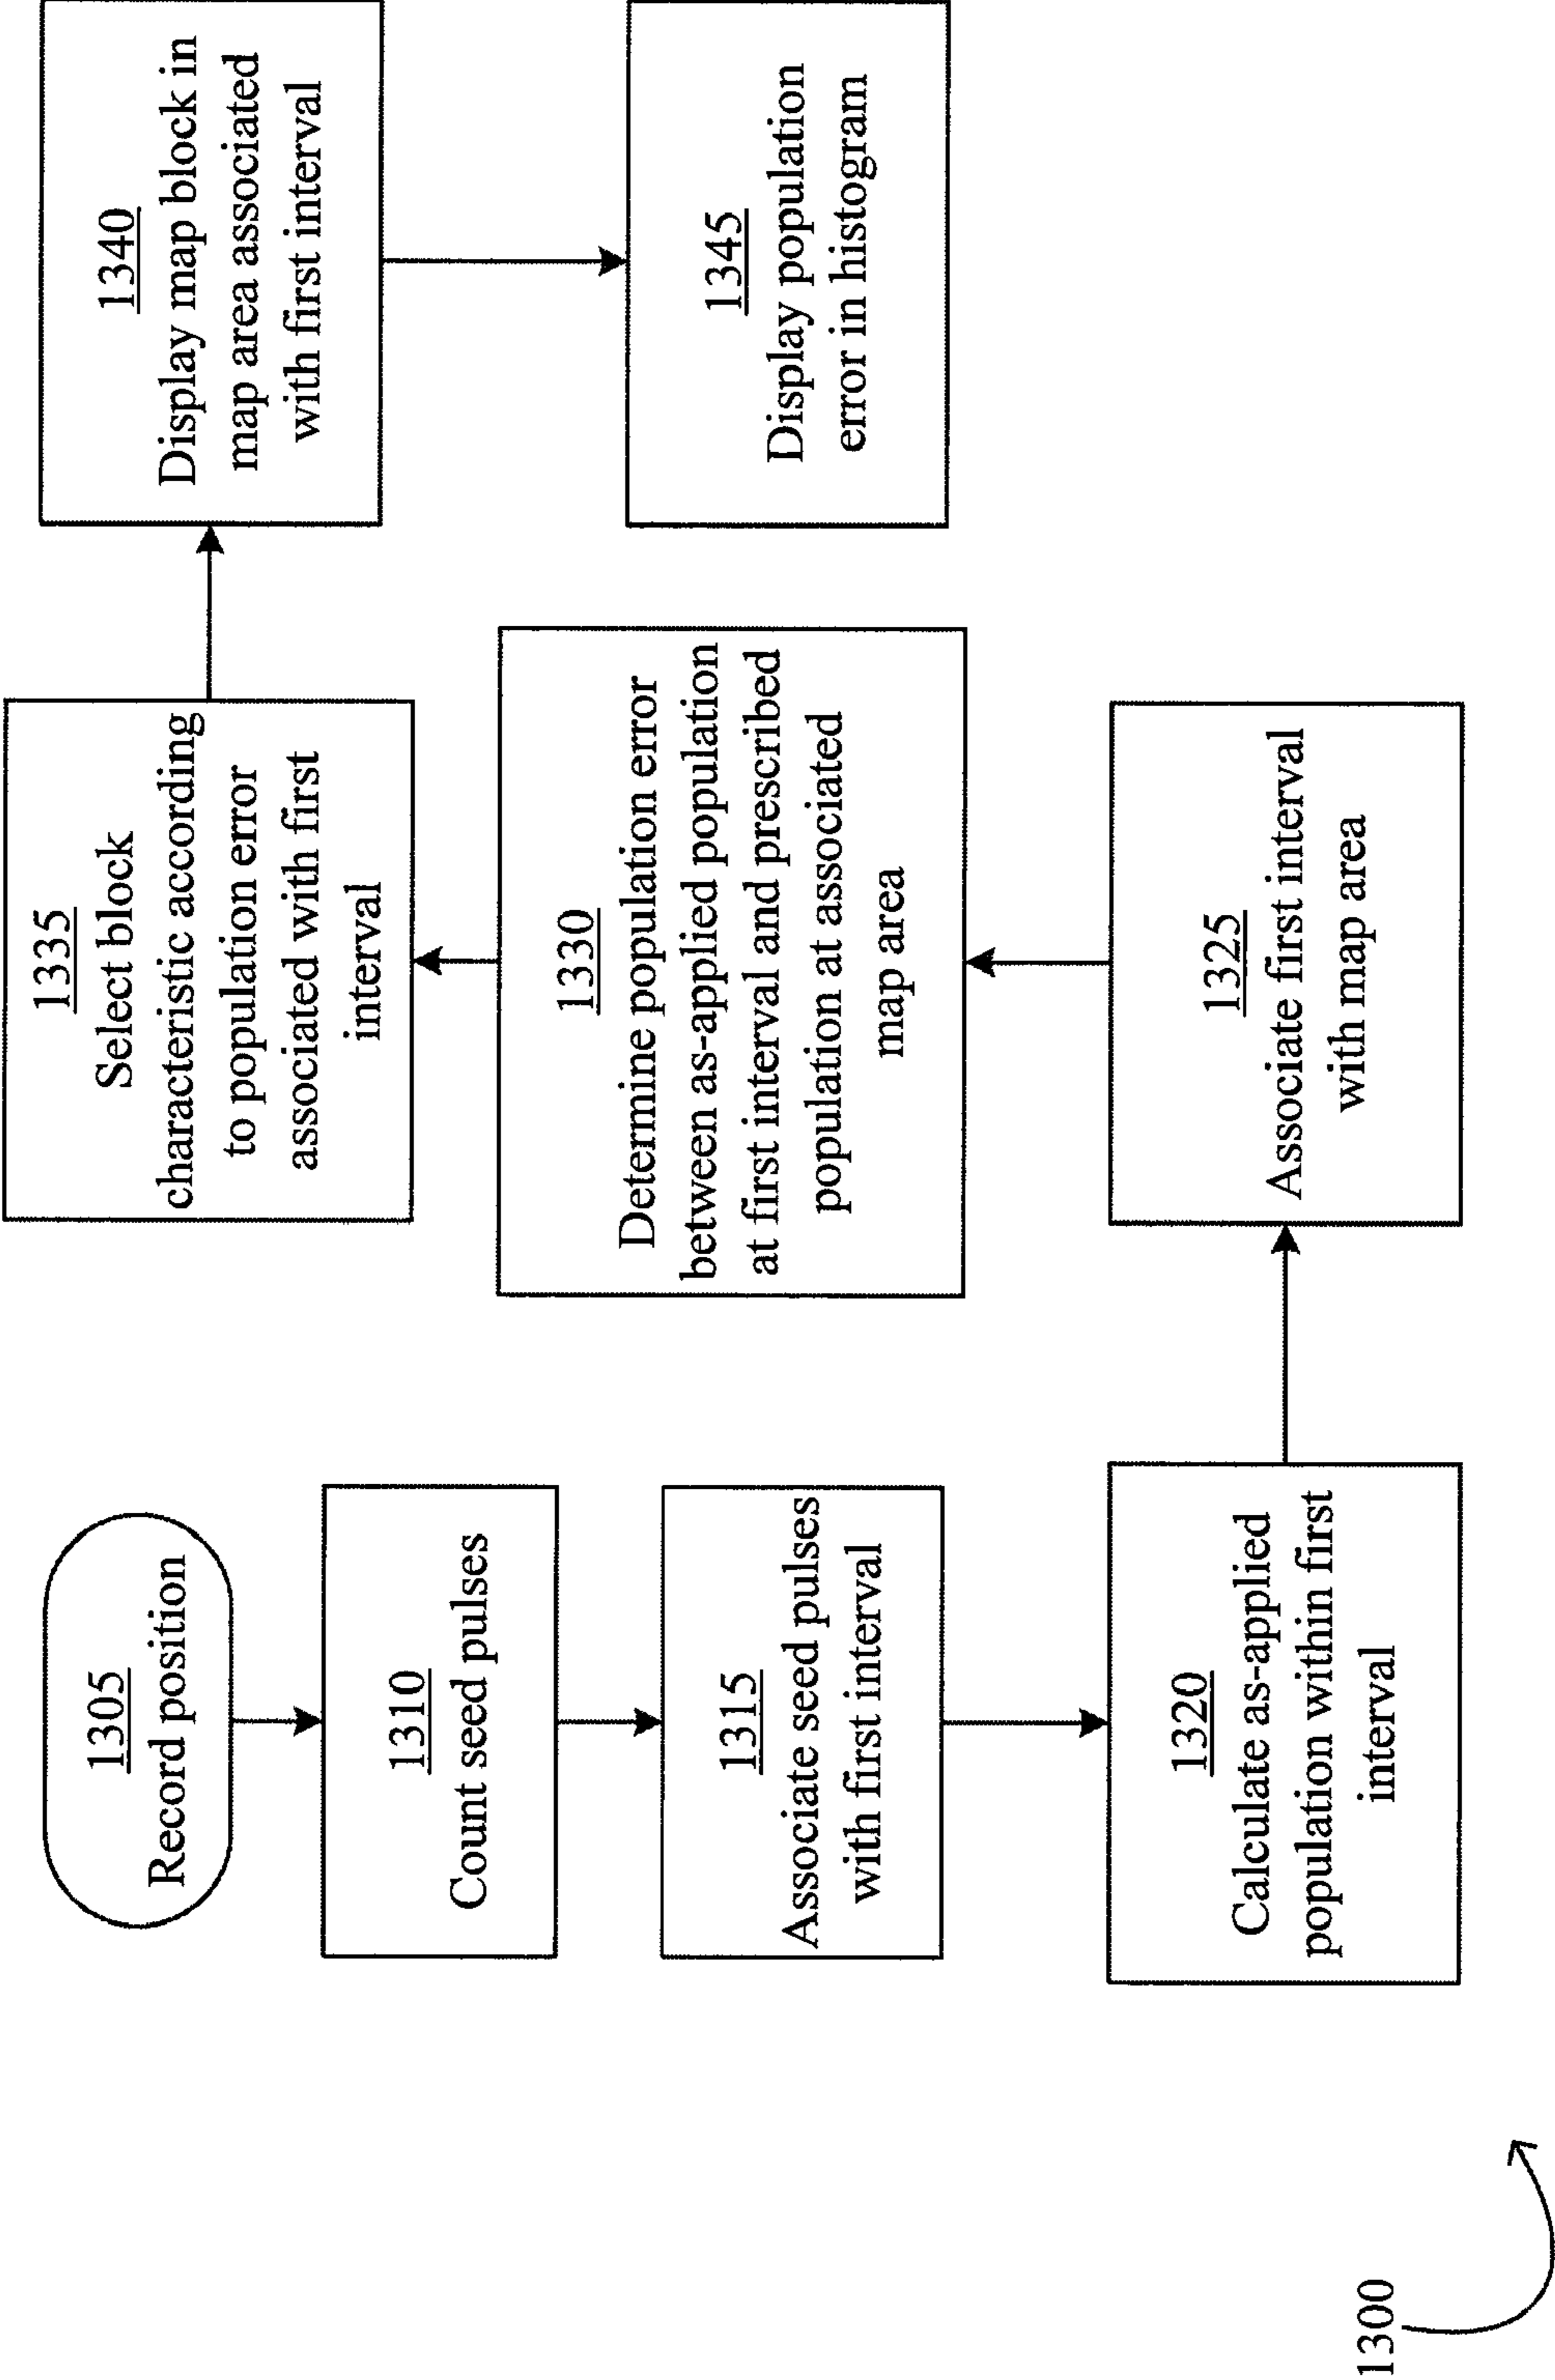 1305
Record position
1310
Count seed pulses
1315
Associate seed pulses
with first interval
1320
Calculate as-applied
population within first
interval
1325
Associate first interval
with map area
1330
Determine population error
between as-applied population
at first interval and prescribed
population at associated
map area
1335
Select block
characteristic according
to population error
associated with first
interval
1340
Display map block in
map area associated
with first interval
1345
Display population
error in histogram
1300